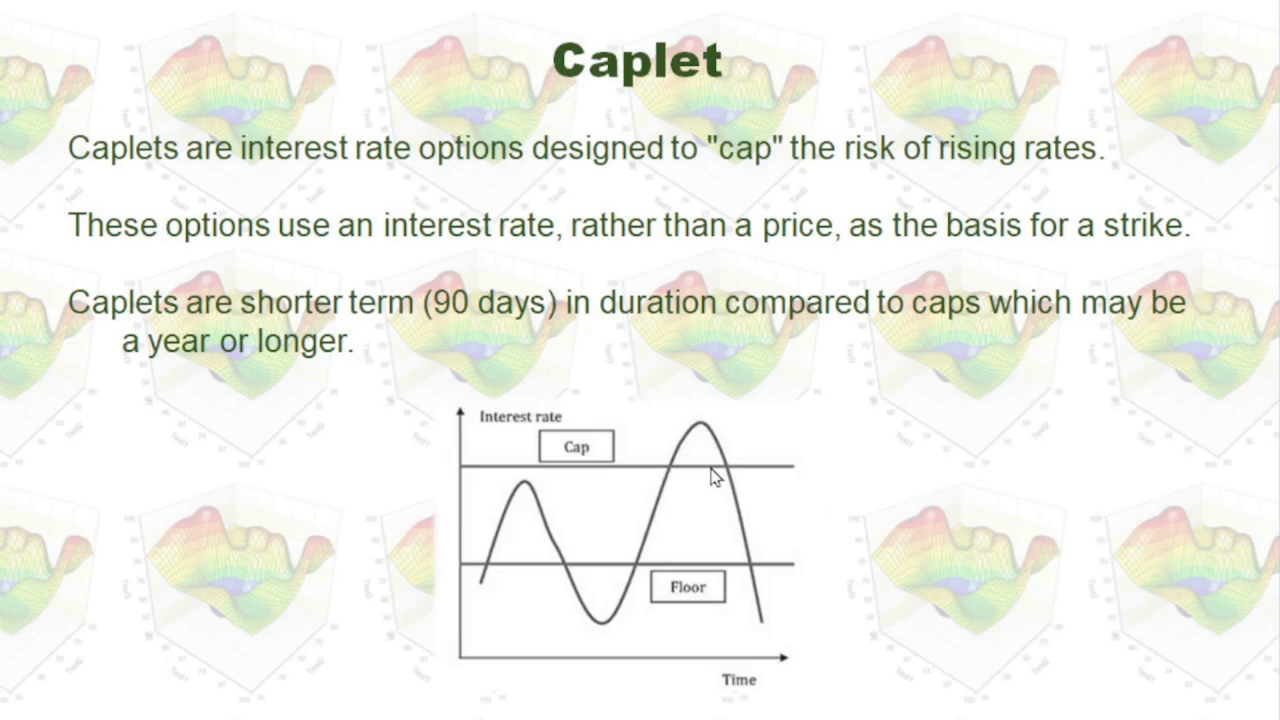 Caplet
Caplets are interest rate options designed to "cap" the risk of rising rates.
These options use an interest rate, rather than a price, as the basis for a strike.
Caplets are shorter term (90 days) in duration compared to caps which may be
a year or longer.
Interest rate
Cap
Floor
Time